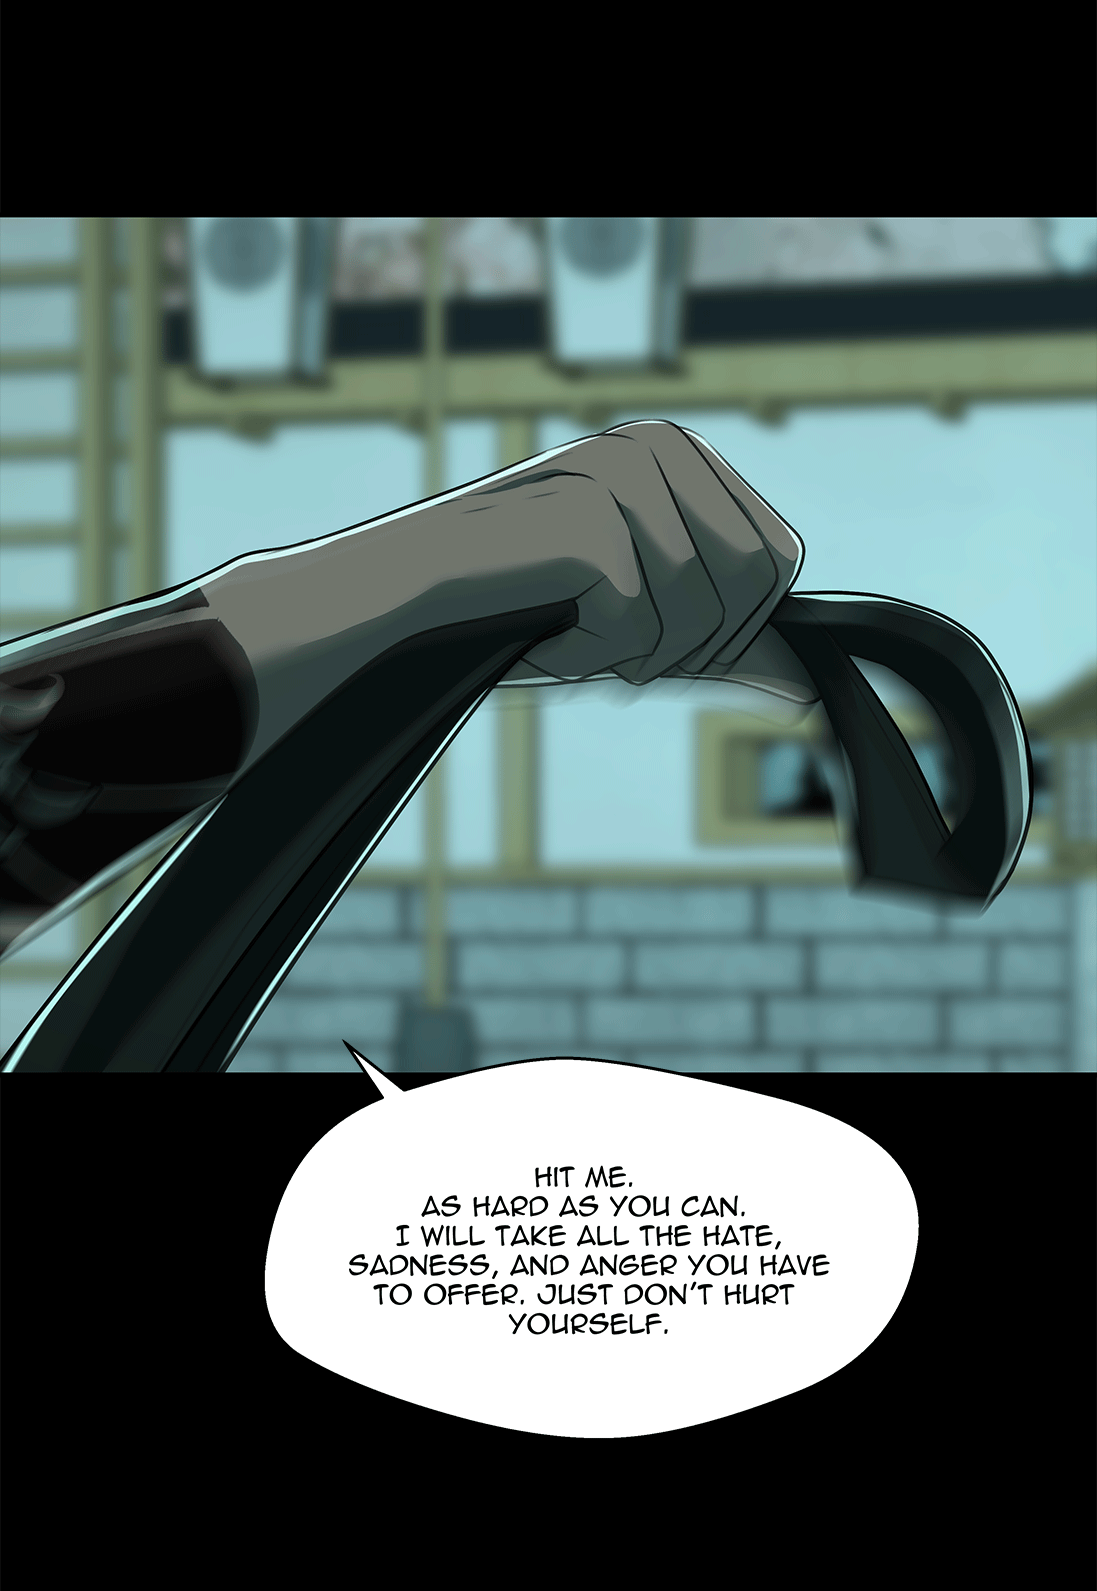 HIT ME.
AS HARD AS YOU CAN.
I WILL TAKE ALL THE HATE,
SADNESS, AND ANGER YOU HAVE
TO OFFER. JUST DON'T HURT
YOURSELF.